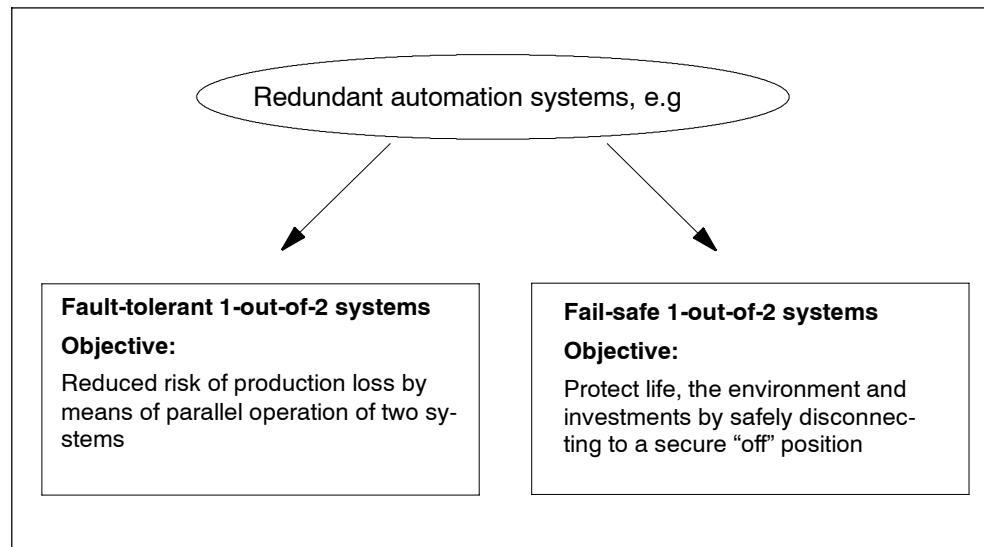 Redundant automation systems, e.g
Fault-tolerant 1-out-of-2 systems
Objective:
Reduced risk of production loss by
means of parallel operation of two sy-
stems
Fail-safe 1-out-of-2 systems
Objective:
Protect life, the environment and
investments by safely disconnec-
ting to a secure “off” position